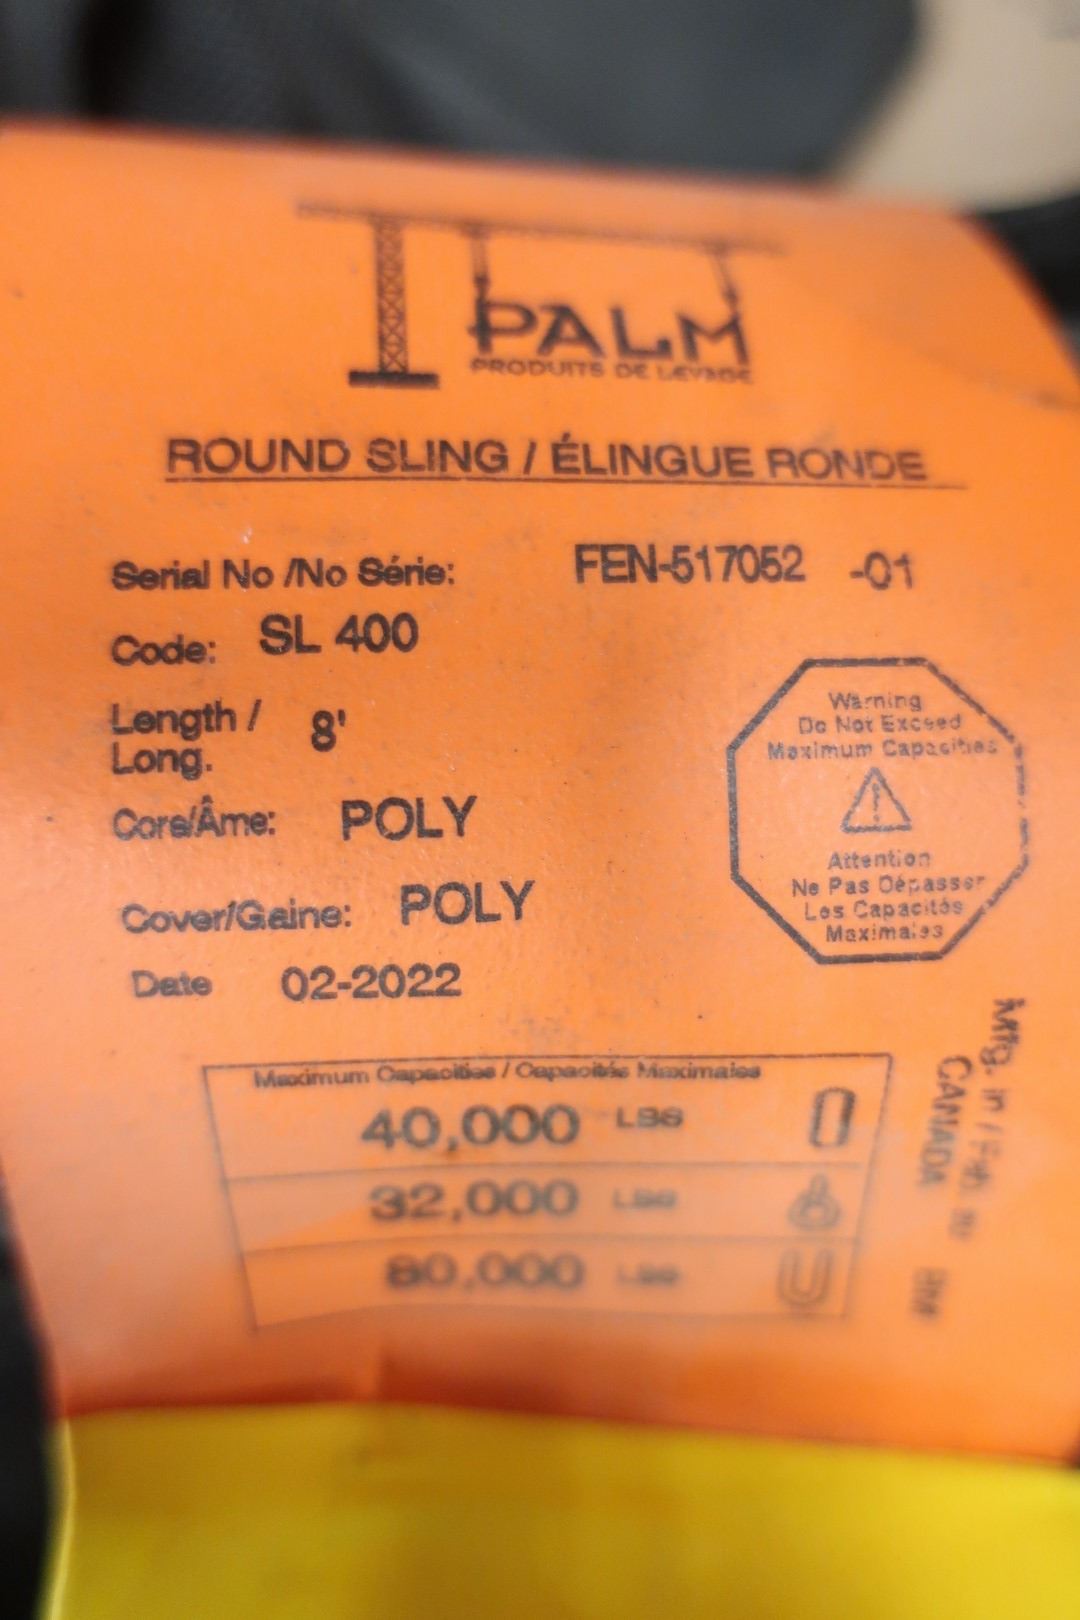 PALM
PRODUITS DE LEVAGE
ROUND SLING / ÉLINGUE RONDE
Serial No /No Série: FEN-517052 -01
Code: SL 400
Length / 8'
Long.
Core/Âme: POLY
Cover/Gaine: POLY
Date 02-2022
Warning
Do Not Exceed
Maximum Capacities
Attention
Ne Pas Dépasser
Les Capacités
Maximales
Maximum Capacities / Capacités Maximales
40,000 LBS
32,000 LBS
80,000 LBS
Mfg. in / Fab. au
CANADA